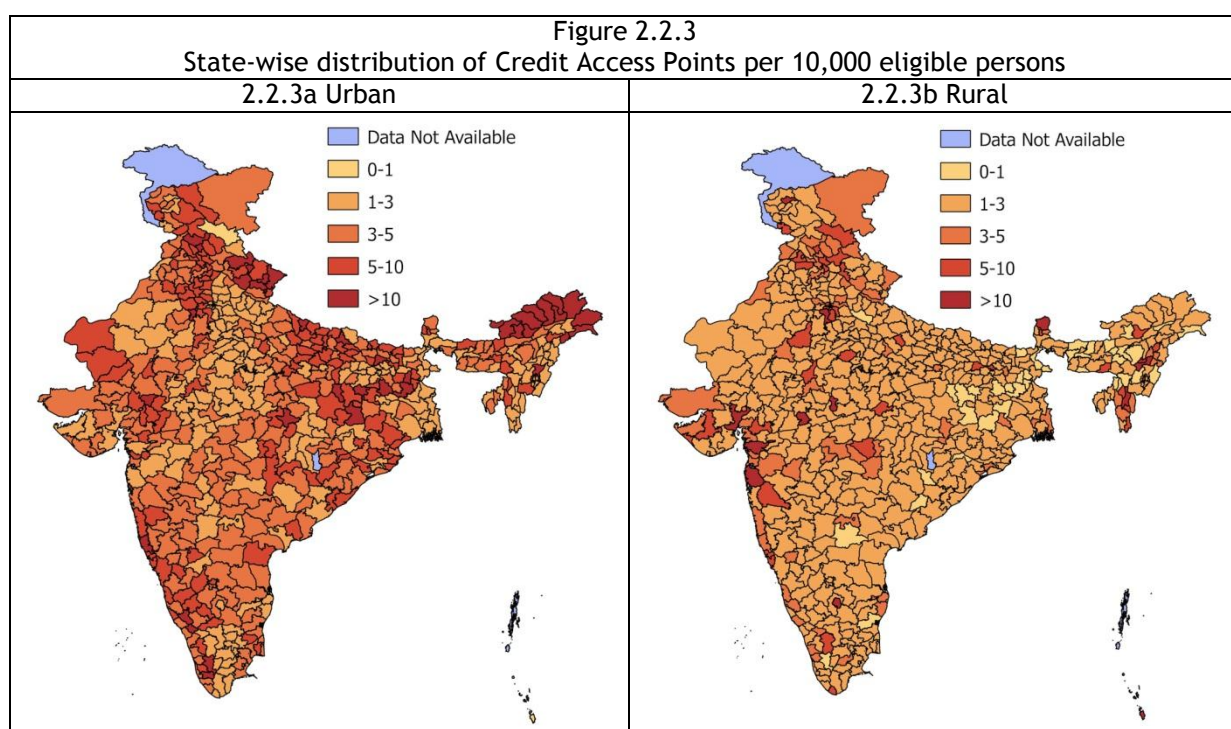 Figure 2.2.3
State-wise distribution of Credit Access Points per 10,000 eligible persons
2.2.3a Urban
2.2.3b Rural
Data Not Available
0-1
1-3
3-5
5-10
>10
Data Not Available
0-1
1-3
3-5
5-10
>10